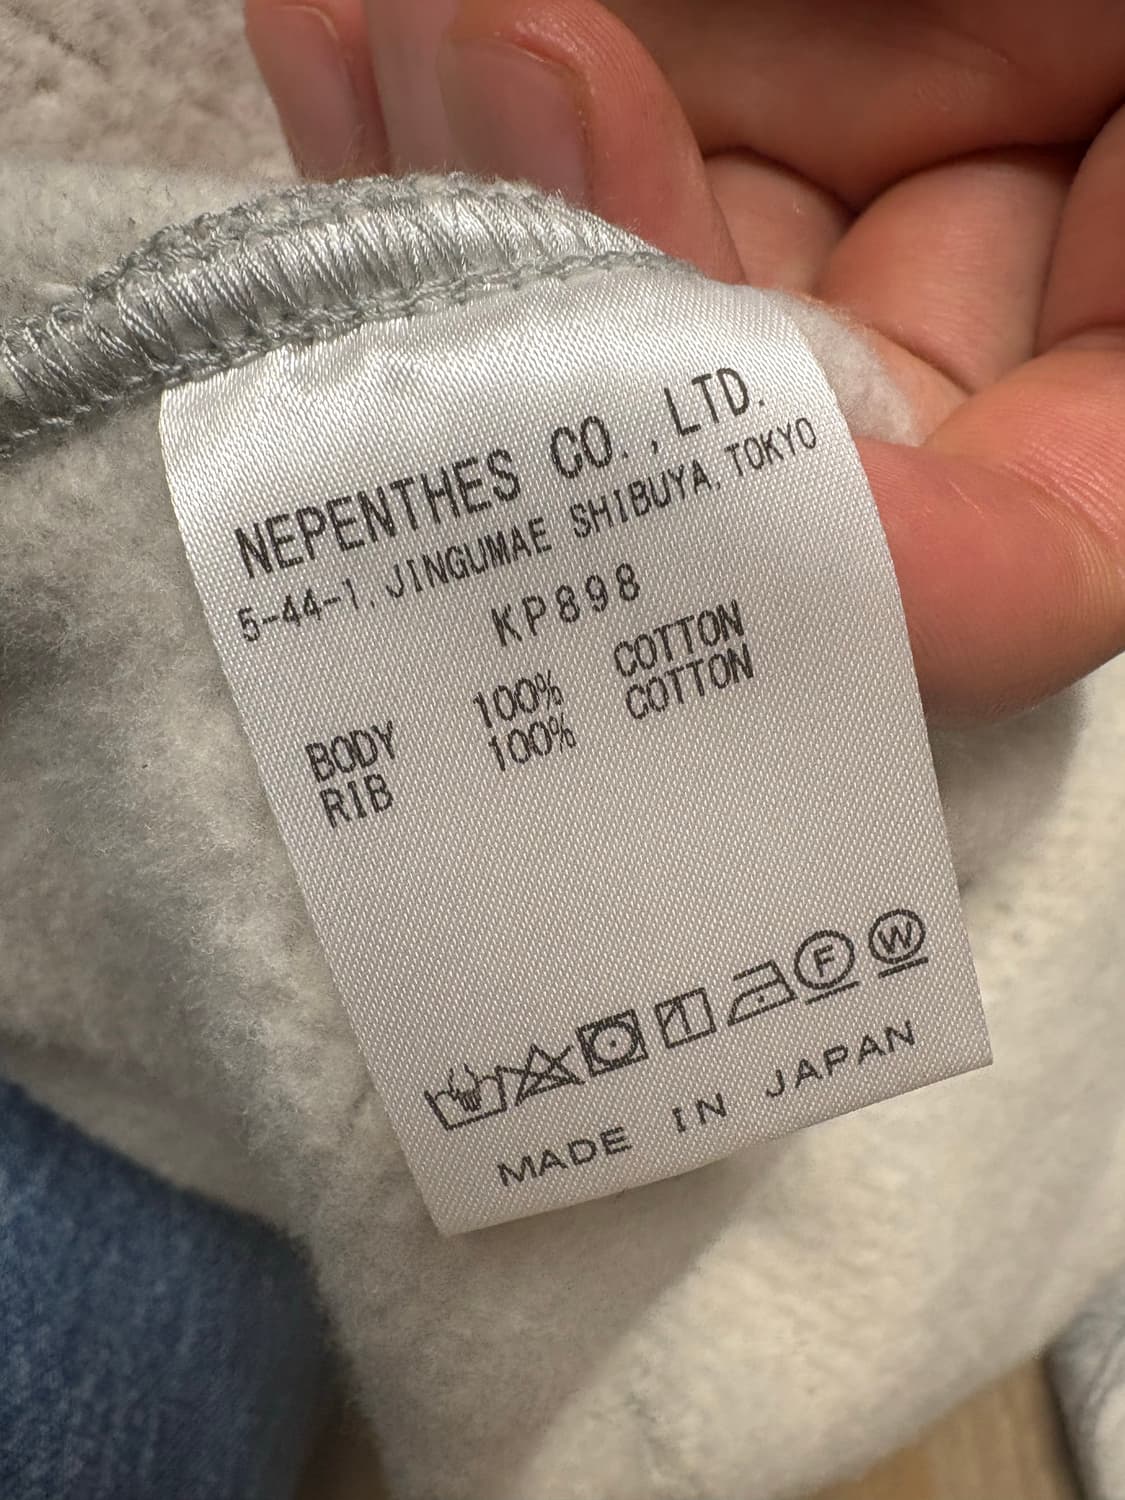 NEPENTHES CO.,LTD.
5-44-1,JINGUMAE SHIBUYA,TOKYO
KP898
BODY 100% COTTON
RIB 100% COTTON
F W
MADE IN JAPAN